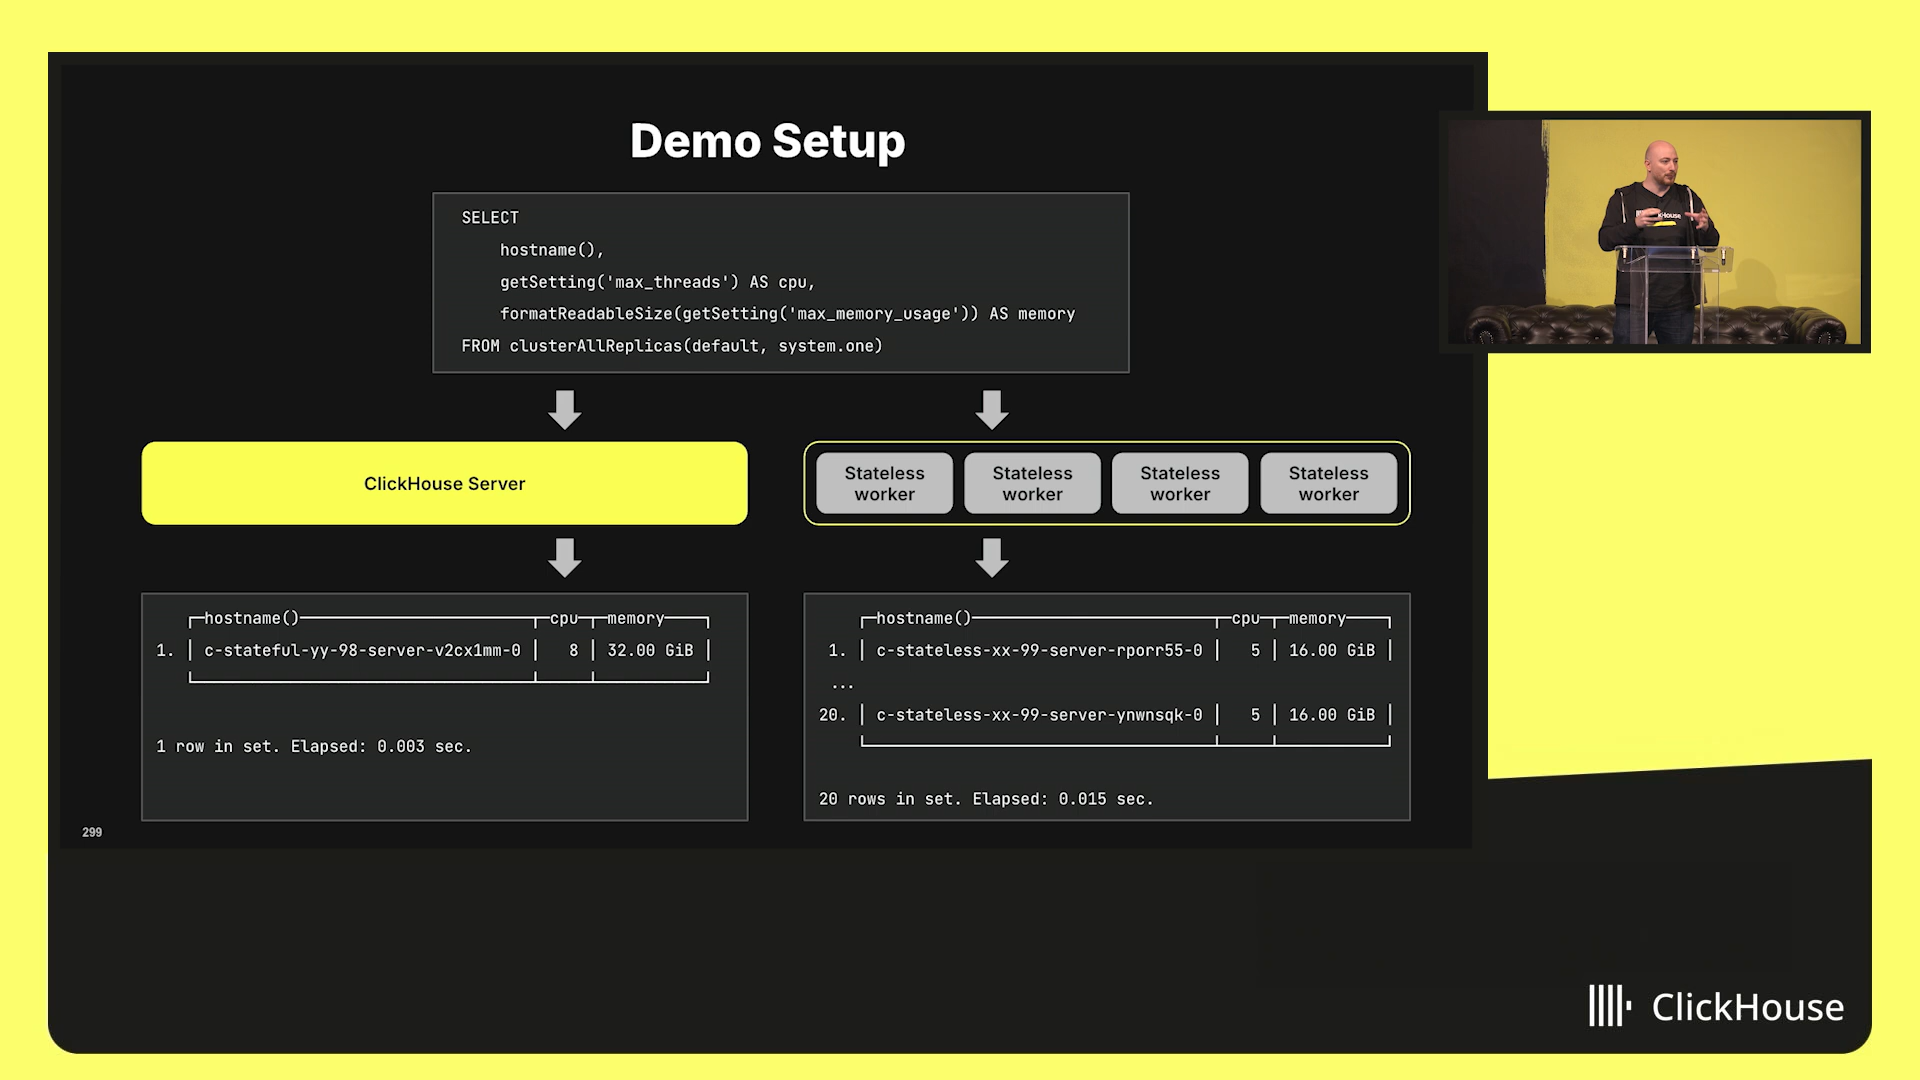 Demo Setup
SELECT
hostname(),
getSetting('max_threads') AS cpu,
formatReadableSize(getSetting('max_memory_usage')) AS memory
FROM clusterAllReplicas(default, system.one)
ClickHouse Server
Stateless
worker
Stateless
worker
Stateless
worker
Stateless
worker
hostname() cpu memory
1. c-stateful-yy-98-server-v2cx1mm-0 8 32.00 GiB
1 row in set. Elapsed: 0.003 sec.
hostname() cpu memory
1. c-stateless-xx-99-server-rporr55-0 5 16.00 GiB
...
20. c-stateless-xx-99-server-ynwnsqk-0 5 16.00 GiB
20 rows in set. Elapsed: 0.015 sec.
299
ClickHouse